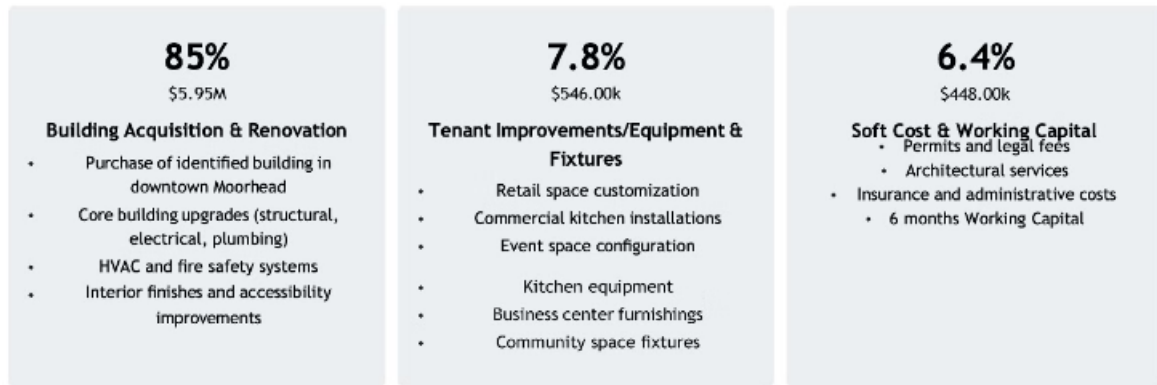 85%
$5.95M
Building Acquisition & Renovation
• Purchase of identified building in
downtown Moorhead
• Core building upgrades (structural,
electrical, plumbing)
• HVAC and fire safety systems
• Interior finishes and accessibility
improvements
7.8%
$546.00k
Tenant Improvements/Equipment &
Fixtures
• Retail space customization
• Commercial kitchen installations
• Event space configuration
• Kitchen equipment
• Business center furnishings
• Community space fixtures
6.4%
$448.00k
Soft Cost & Working Capital
• Permits and legal fees
• Architectural services
• Insurance and administrative costs
• 6 months Working Capital